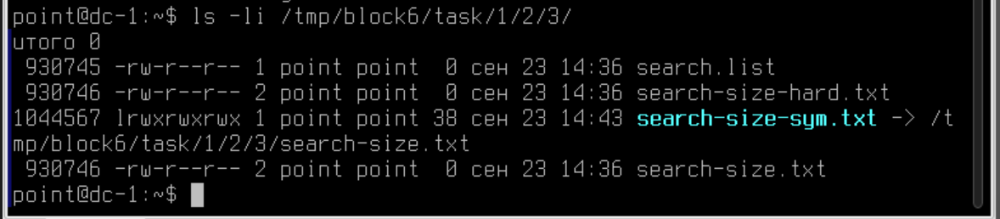 point@dc-1:~$ ls -li /tmp/block6/task/1/2/3/
итого 0
 930745 -rw-r--r-- 1 point point  0 сен 23 14:36 search.list
 930746 -rw-r--r-- 2 point point  0 сен 23 14:36 search-size-hard.txt
1044567 lrwxrwxrwx 1 point point 38 сен 23 14:43 search-size-sym.txt -> /t
mp/block6/task/1/2/3/search-size.txt
 930746 -rw-r--r-- 2 point point  0 сен 23 14:36 search-size.txt
point@dc-1:~$